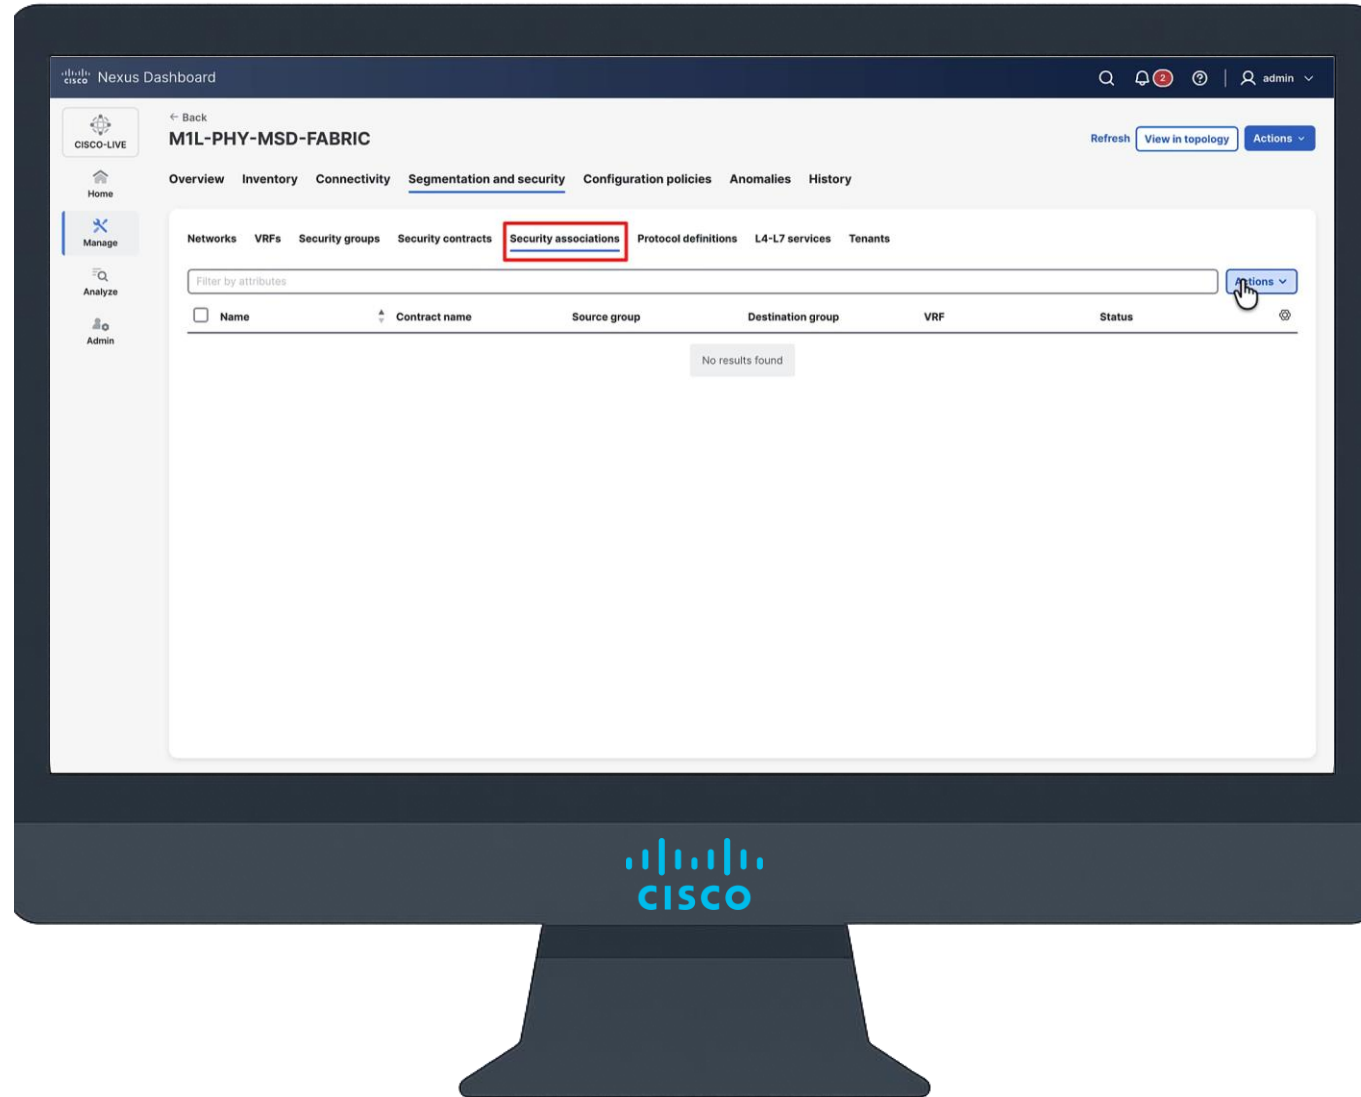 CISCO Nexus Dashboard 2 admin
CISCO-LIVE
Home
Manage
Analyze
Admin
← Back
M1L-PHY-MSD-FABRIC
Refresh View in topology Actions
Overview Inventory Connectivity Segmentation and security Configuration policies Anomalies History
Networks VRFs Security groups Security contracts Security associations Protocol definitions L4-L7 services Tenants
Filter by attributes Actions
Name Contract name Source group Destination group VRF Status
No results found
CISCO